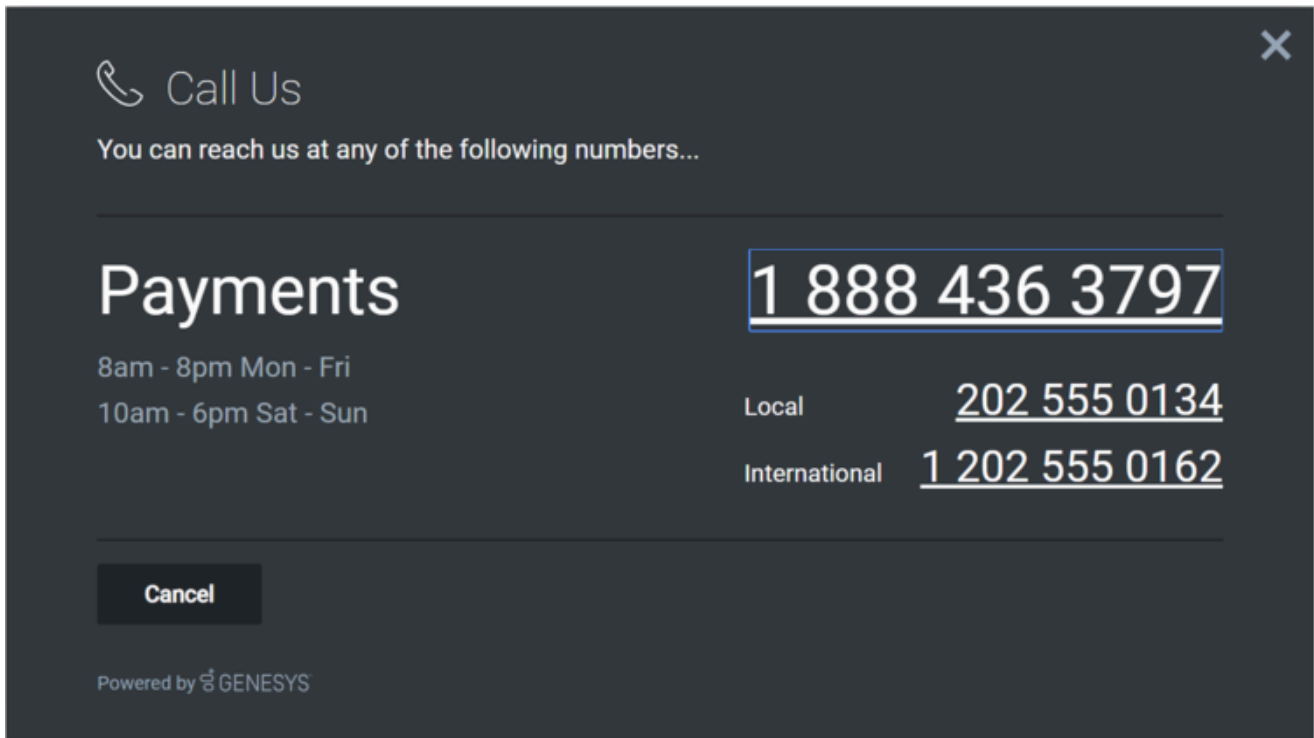 Call Us
You can reach us at any of the following numbers...
Payments
1 888 436 3797
8am - 8pm Mon - Fri
10am - 6pm Sat - Sun
Local
202 555 0134
International
1 202 555 0162
Cancel
Powered by GENESYS